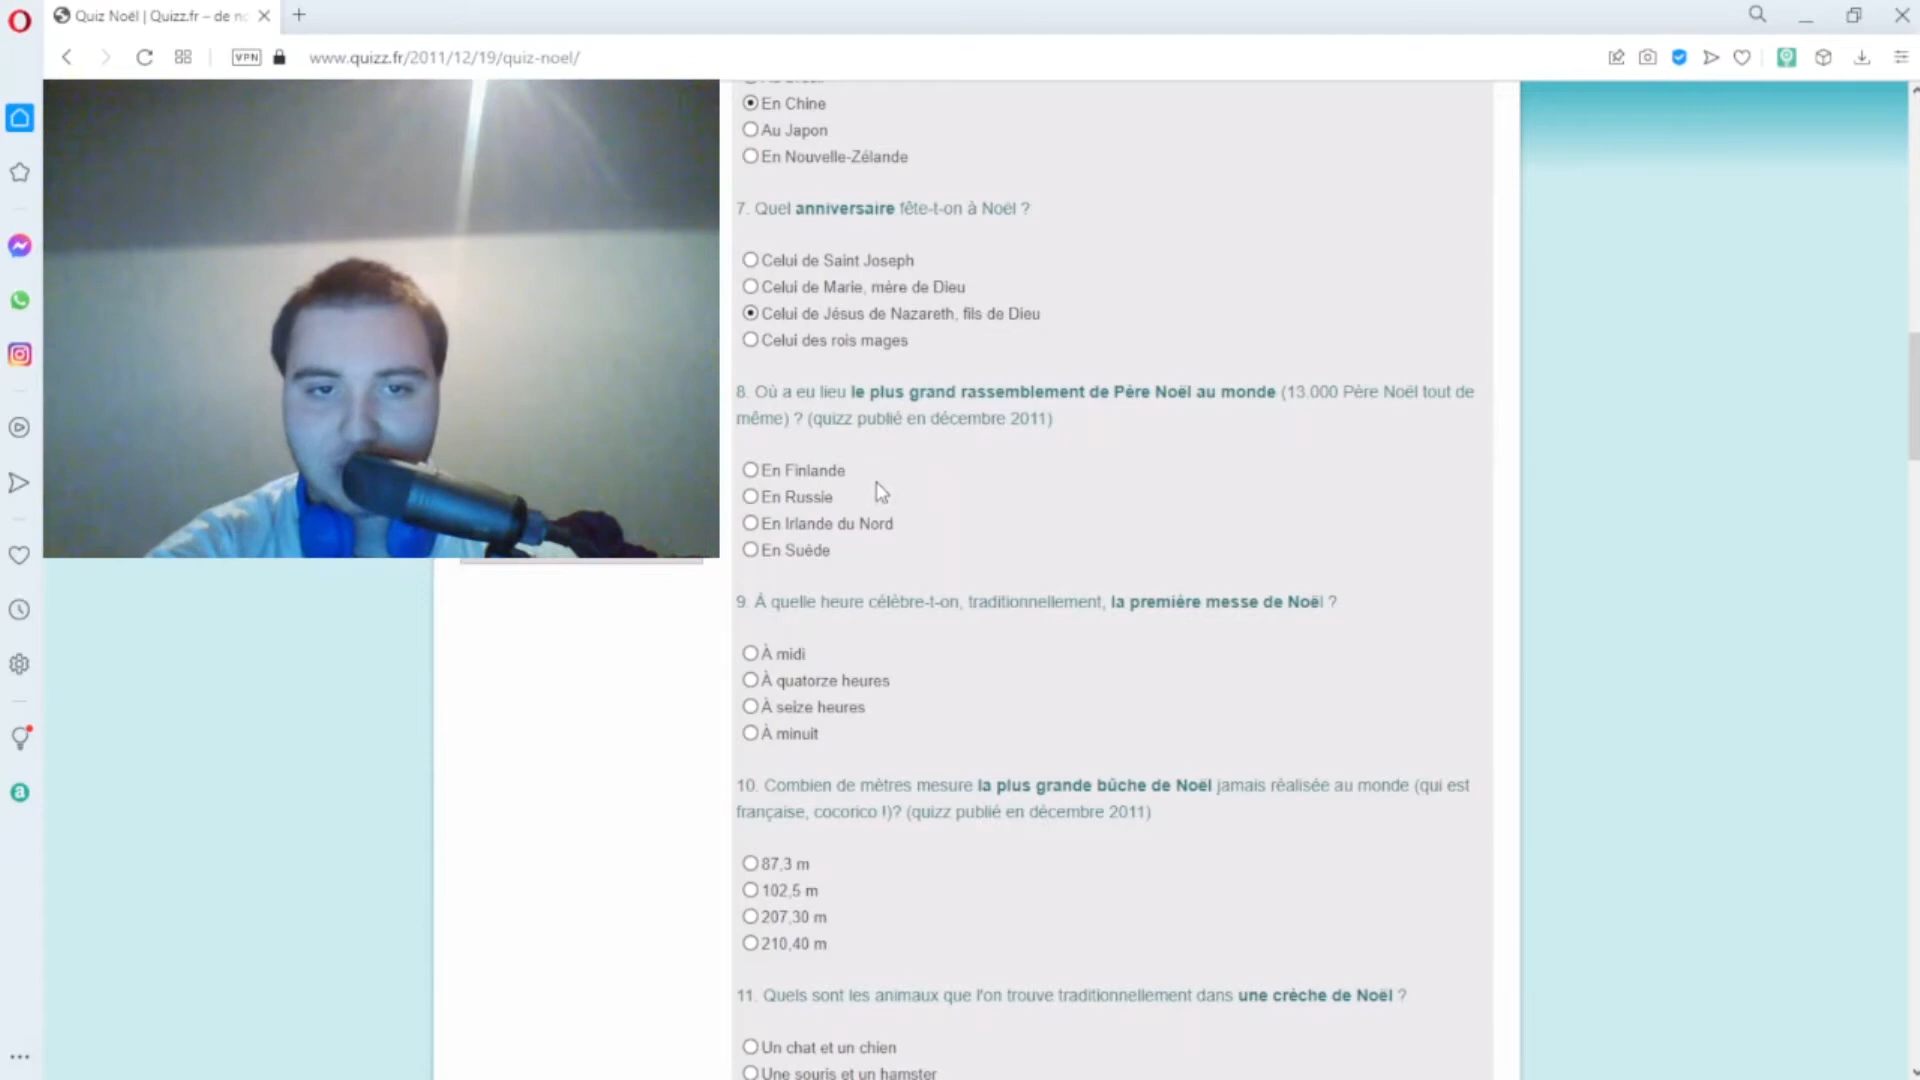 Quiz Noël | Quizz.fr – de no
VPN
www.quizz.fr/2011/12/19/quiz-noel/
En Chine
Au Japon
En Nouvelle-Zélande
7. Quel anniversaire fête-t-on à Noël ?
Celui de Saint Joseph
Celui de Marie, mère de Dieu
Celui de Jésus de Nazareth, fils de Dieu
Celui des rois mages
8. Où a eu lieu le plus grand rassemblement de Père Noël au monde (13.000 Père Noël tout de
même) ? (quizz publié en décembre 2011)
En Finlande
En Russie
En Irlande du Nord
En Suède
9. À quelle heure célèbre-t-on, traditionnellement, la première messe de Noël ?
À midi
À quatorze heures
À seize heures
À minuit
10. Combien de mètres mesure la plus grande bûche de Noël jamais réalisée au monde (qui est
française, cocorico !)? (quizz publié en décembre 2011)
87,3 m
102,5 m
207,30 m
210,40 m
11. Quels sont les animaux que l'on trouve traditionnellement dans une crèche de Noël ?
Un chat et un chien
Une souris et un hamster